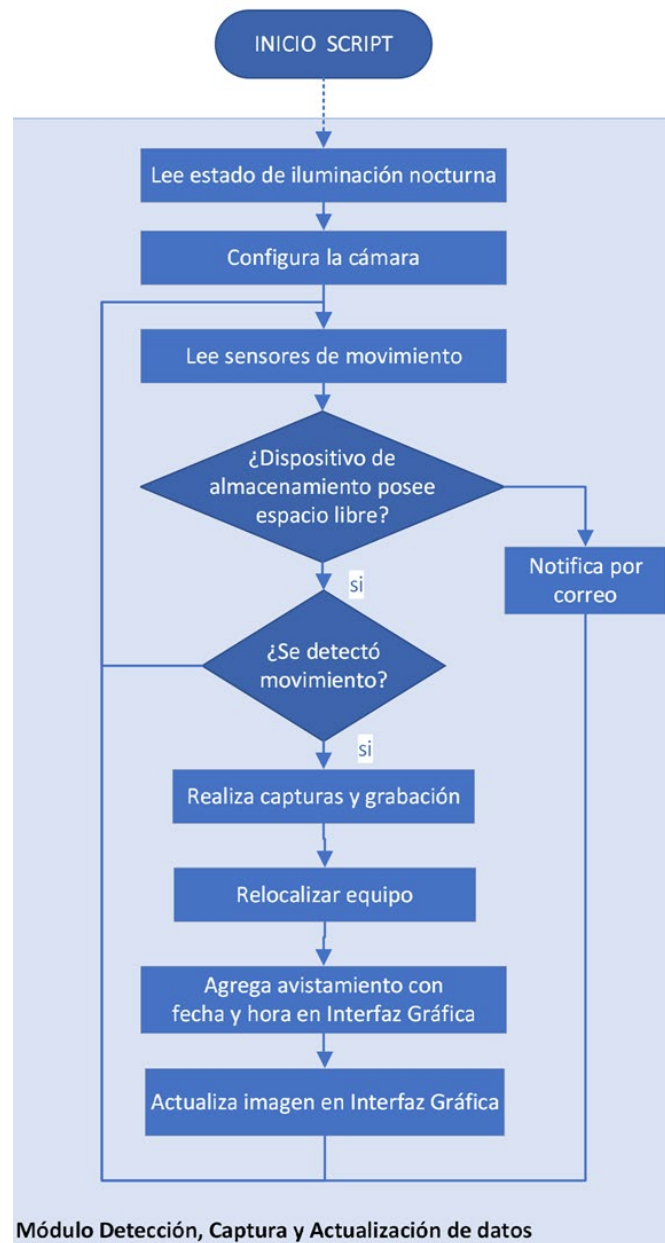 INICIO SCRIPT
Lee estado de iluminación nocturna
Configura la cámara
Lee sensores de movimiento
¿Dispositivo de
almacenamiento posee
espacio libre?
Notifica por
correo
si
¿Se detectó
movimiento?
si
Realiza capturas y grabación
Relocalizar equipo
Agrega avistamiento con
fecha y hora en Interfaz Gráfica
Actualiza imagen en Interfaz Gráfica
Módulo Detección, Captura y Actualización de datos